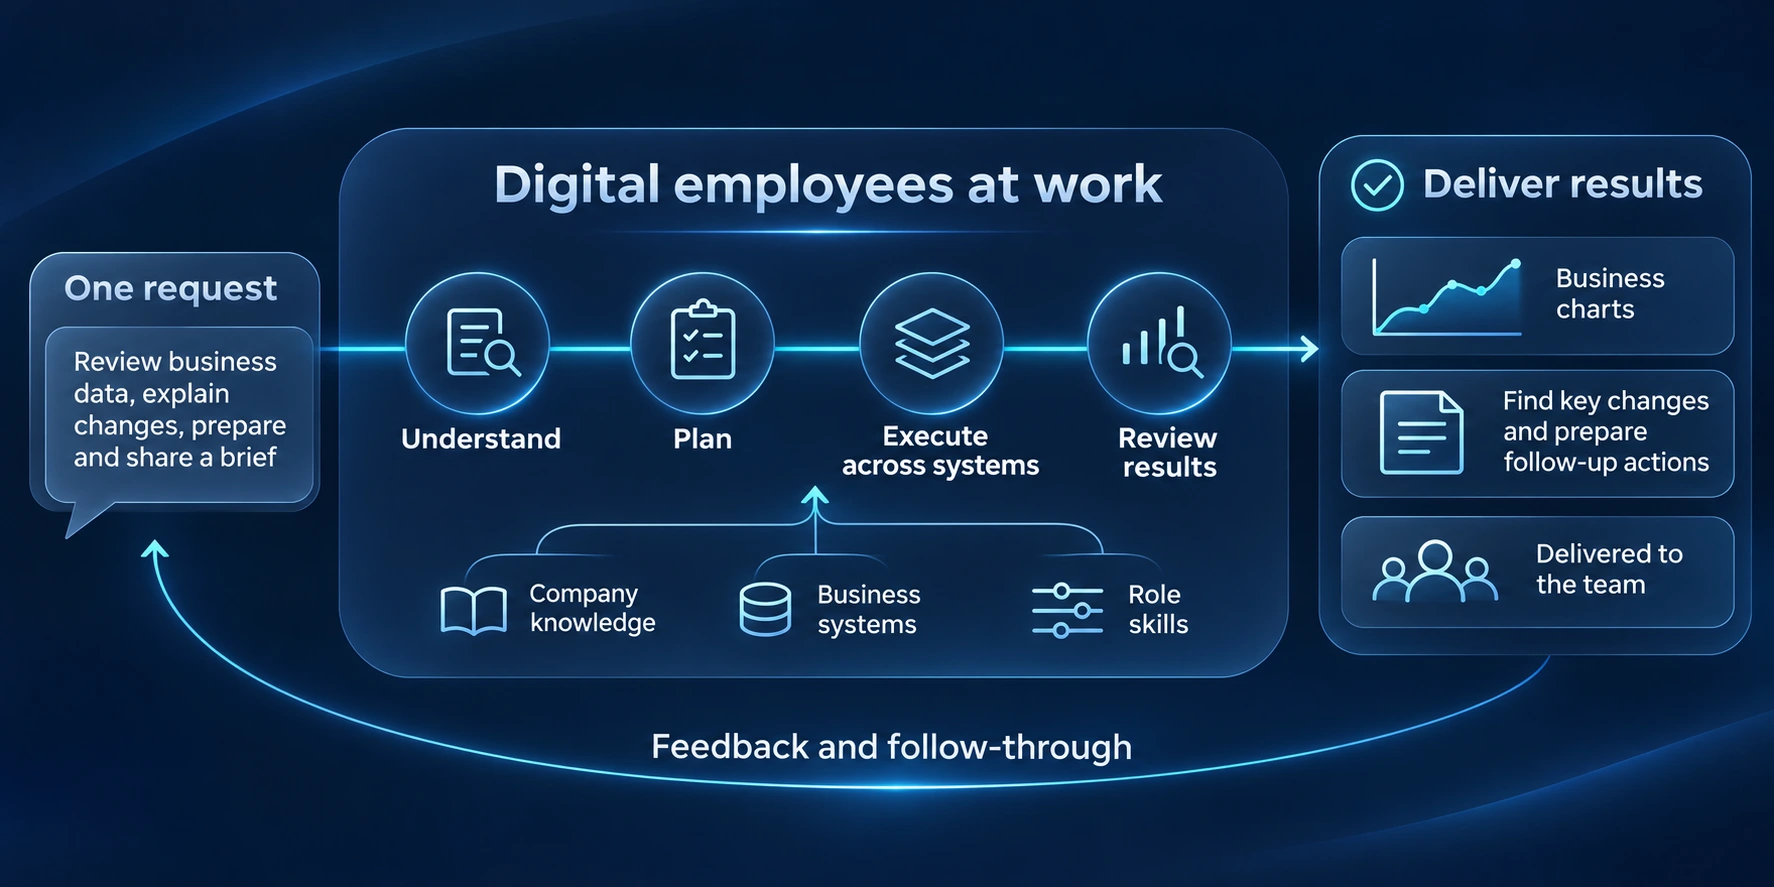 One request
Review business
data, explain
changes, prepare
and share a brief
Digital employees at work
Understand
Plan
Execute
across systems
Review
results
Company
knowledge
Business
systems
Role
skills
Deliver results
Business
charts
Find key changes
and prepare
follow-up actions
Delivered to
the team
Feedback and follow-through